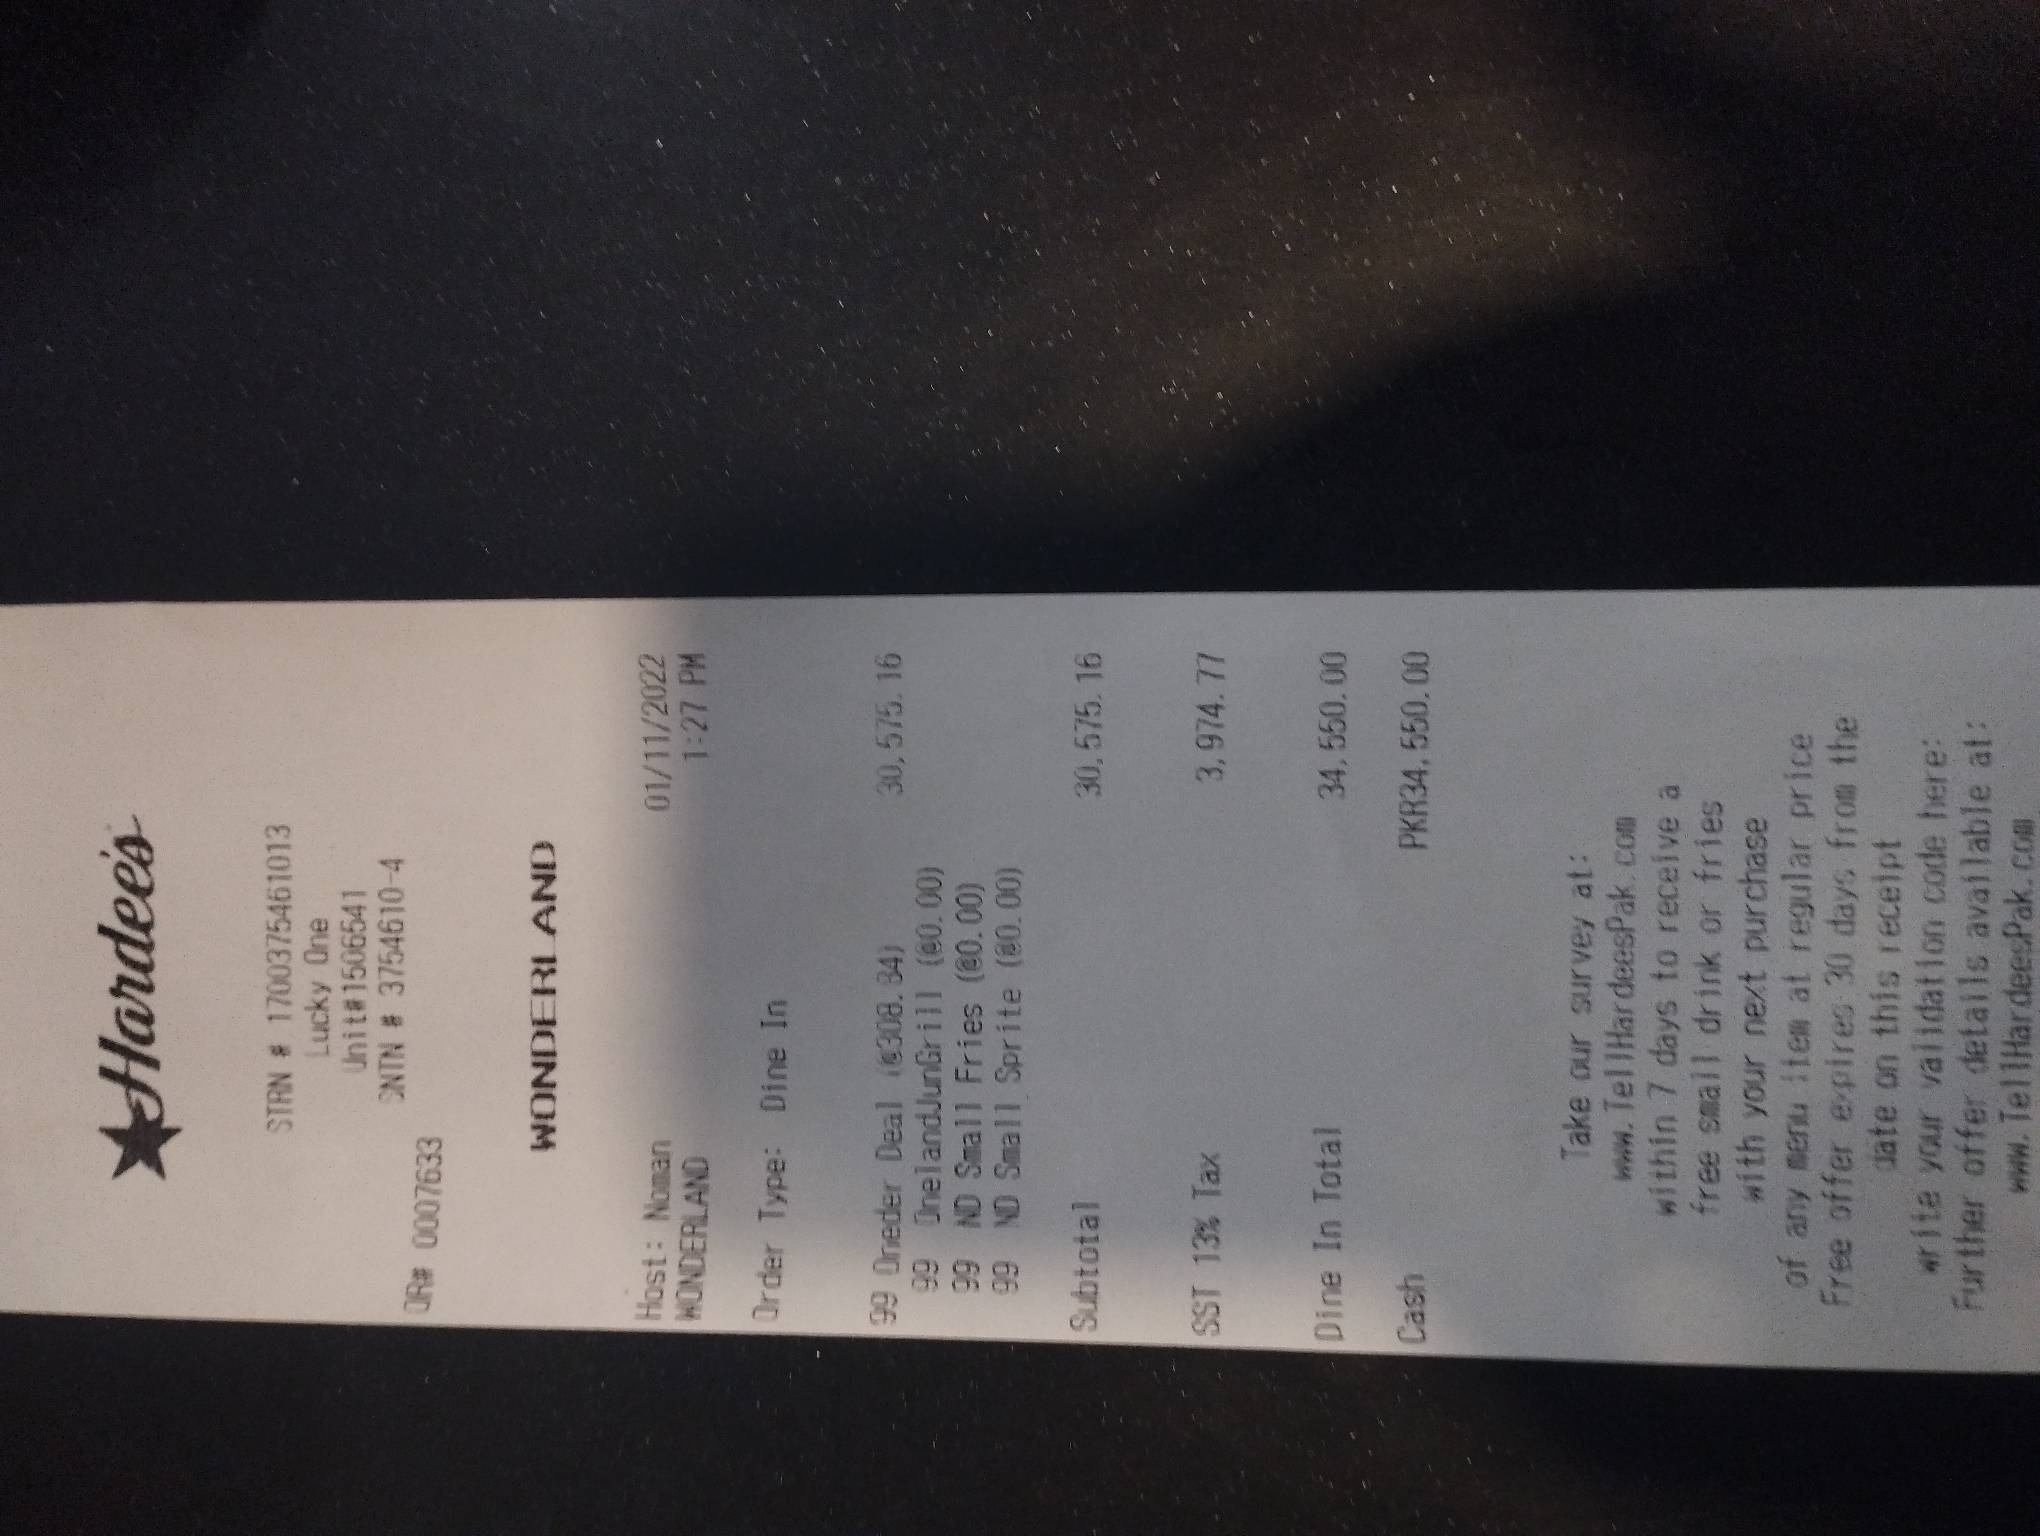 Hardee's
STRN # 1700375461013
Lucky One
Unit#1506541
SNTN # 3754610-4
OR# 0007633
WONDERLAND
Host: Noman 01/11/2022
WONDERLAND 1:27 PM
Order Type: Dine In
99 Oneder Deal (@308.84) 30,575.16
99 OnelandJunGrill (@0.00)
99 ND Small Fries (@0.00)
99 ND Small Sprite (@0.00)
Subtotal 30,575.16
SST 13% Tax 3,974.77
Dine In Total 34,550.00
Cash PKR34,550.00
Take our survey at:
www.TellHardeesPak.com
within 7 days to receive a
free small drink or fries
with your next purchase
of any menu item at regular price
Free offer expires 30 days from the
date on this receipt
write your validation code here:
Further offer details available at:
www.TellHardeesPak.com